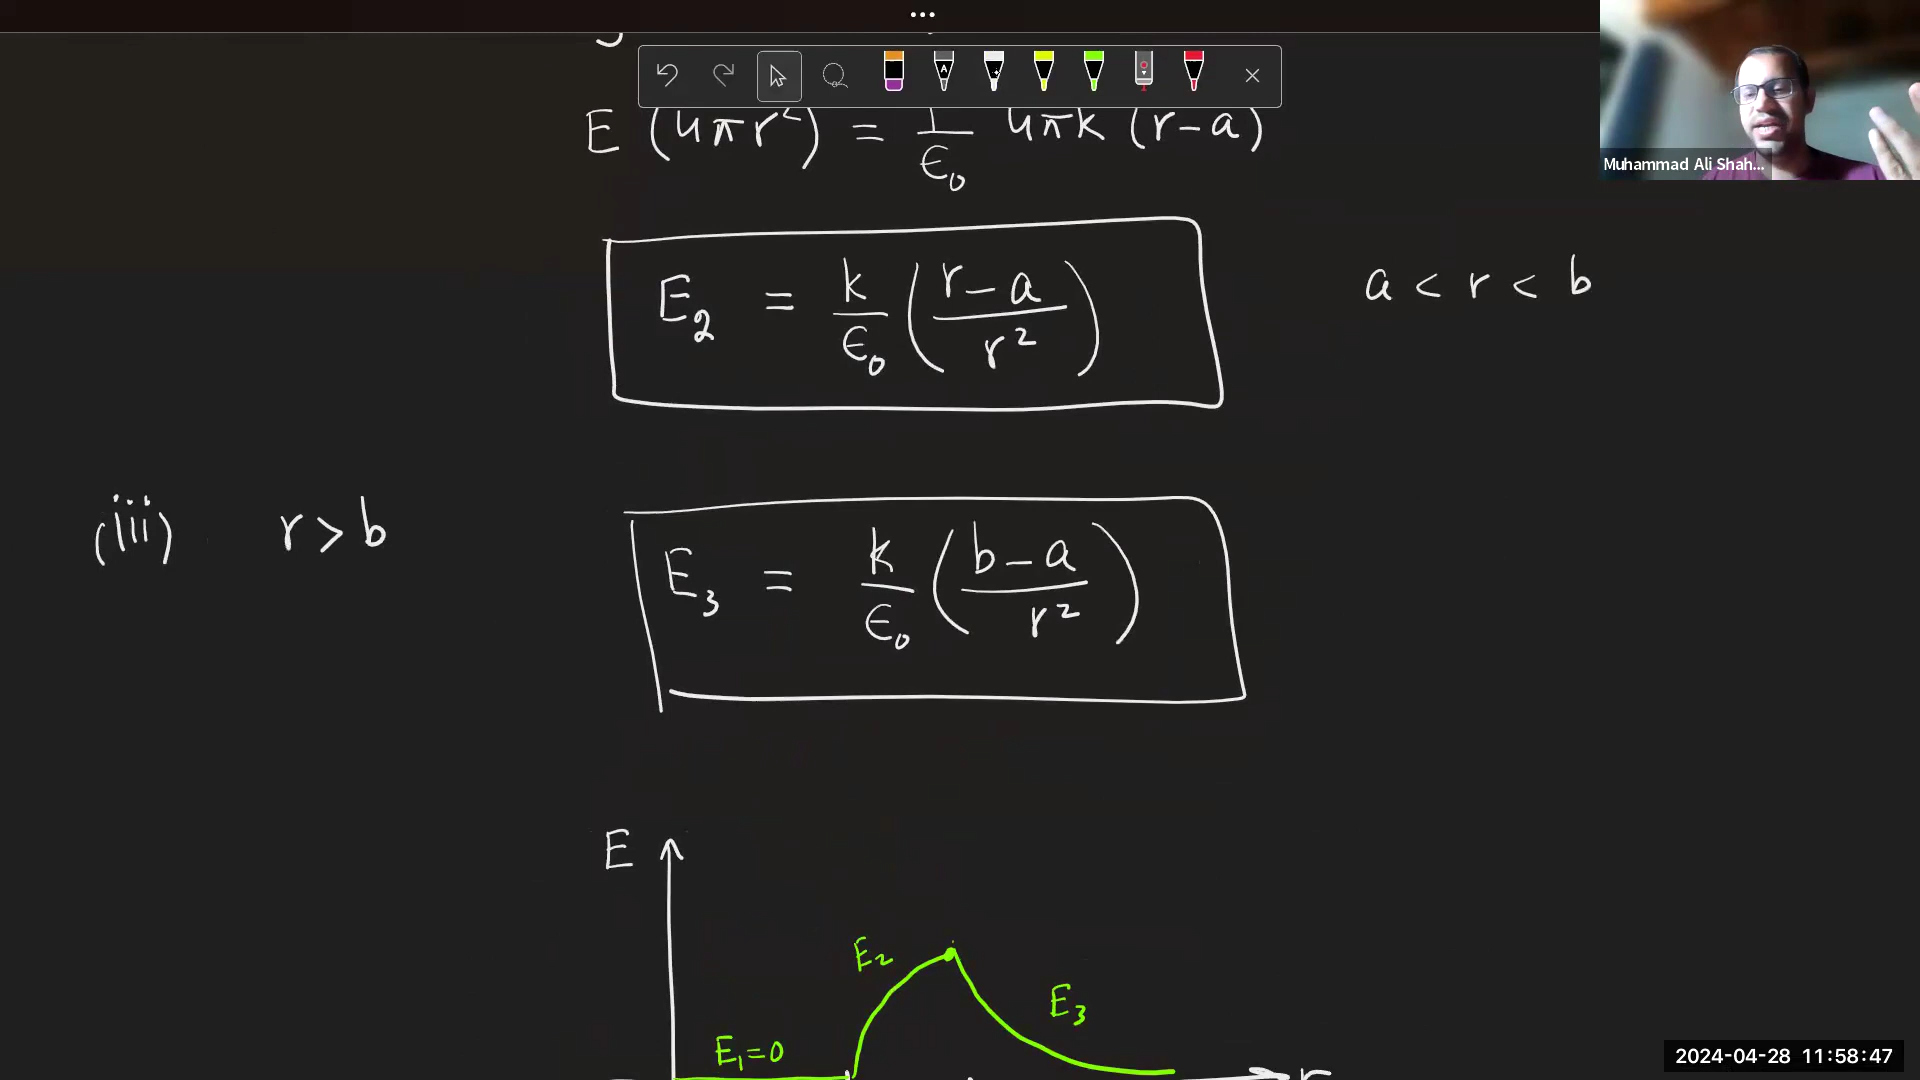 ...
Muhammad Ali Shah...
E (4πr²) = 1/ϵ₀ 4πk (r-a)
E₂ = k/ϵ₀ ((r-a)/r²)
a < r < b
(iii) r > b
E₃ = k/ϵ₀ ((b-a)/r²)
E
E₂
E₃
E₁=0
r
2024-04-28 11:58:47